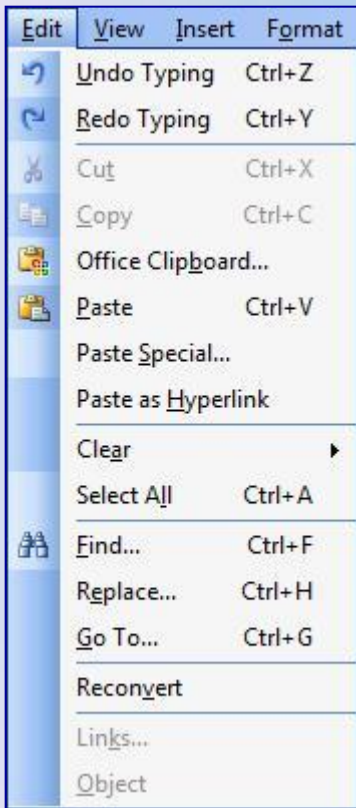 Edit View Insert Format
Undo Typing Ctrl+Z
Redo Typing Ctrl+Y
Cut Ctrl+X
Copy Ctrl+C
Office Clipboard...
Paste Ctrl+V
Paste Special...
Paste as Hyperlink
Clear
Select All Ctrl+A
Find... Ctrl+F
Replace... Ctrl+H
Go To... Ctrl+G
Reconvert
Links...
Object